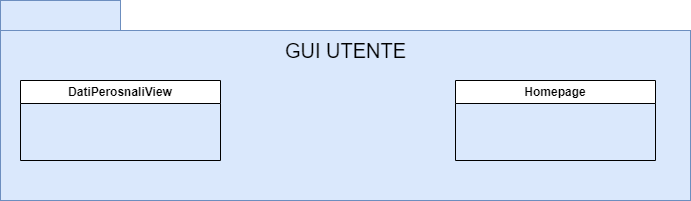 GUI UTENTE
DatiPerosnaliView
Homepage